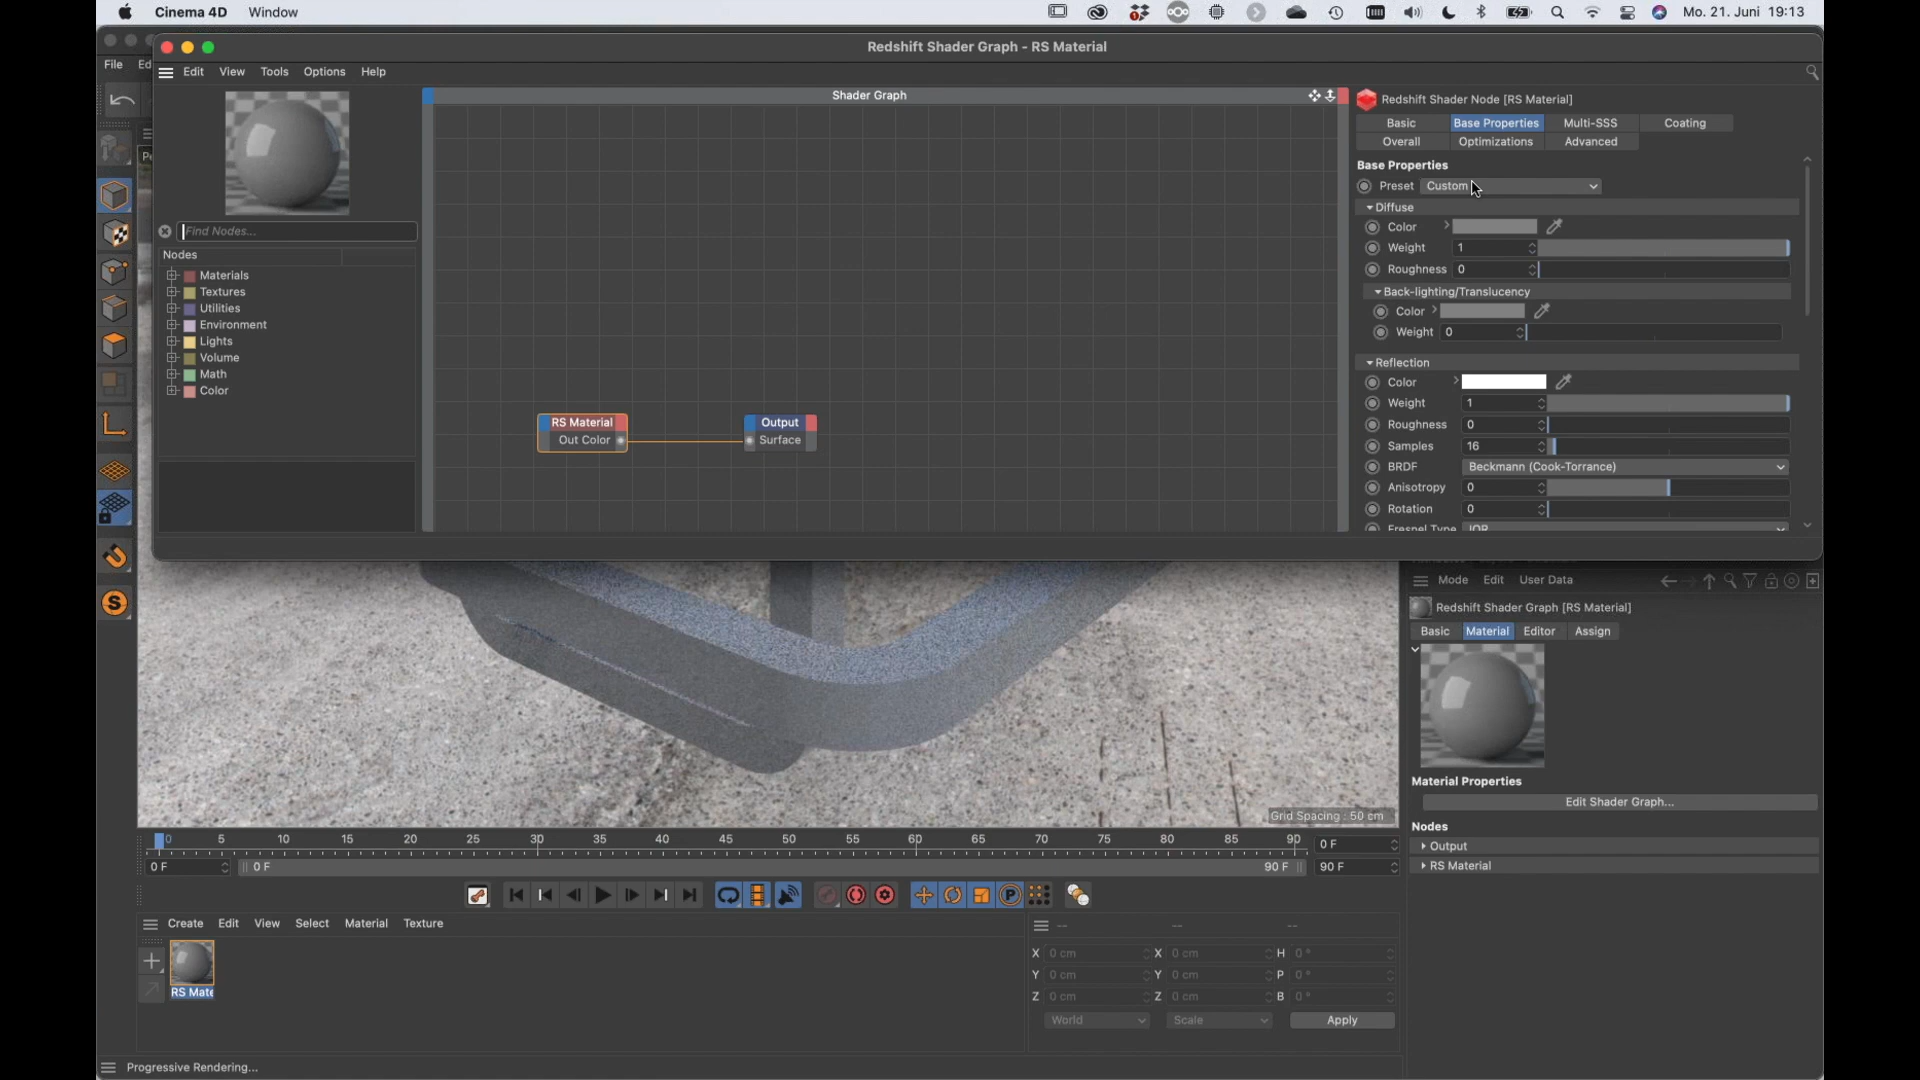 Cinema 4D Window
Mo. 21. Juni 19:13
File
Redshift Shader Graph - RS Material
Edit View Tools Options Help
Shader Graph
Find Nodes...
Nodes
Materials
Textures
Utilities
Environment
Lights
Volume
Math
Color
RS Material
Out Color
Output
Surface
Redshift Shader Node [RS Material]
Basic Base Properties Multi-SSS Coating
Overall Optimizations Advanced
Base Properties
Preset Custom
Diffuse
Color
Weight 1
Roughness 0
Back-lighting/Translucency
Color
Weight 0
Reflection
Color
Weight 1
Roughness 0
Samples 16
BRDF Beckmann (Cook-Torrance)
Anisotropy 0
Rotation 0
Fresnel Type IOR
Grid Spacing : 50 cm
Mode Edit User Data
Redshift Shader Graph [RS Material]
Basic Material Editor Assign
Material Properties
Edit Shader Graph...
Nodes
Output
RS Material
0 5 10 15 20 25 30 35 40 45 50 55 60 65 70 75 80 85 90
0 F
0 F 0 F 90 F 90 F
Create Edit View Select Material Texture
RS Mate
-- -- --
X 0 cm X 0 cm H 0 °
Y 0 cm Y 0 cm P 0 °
Z 0 cm Z 0 cm B 0 °
World Scale Apply
Progressive Rendering...